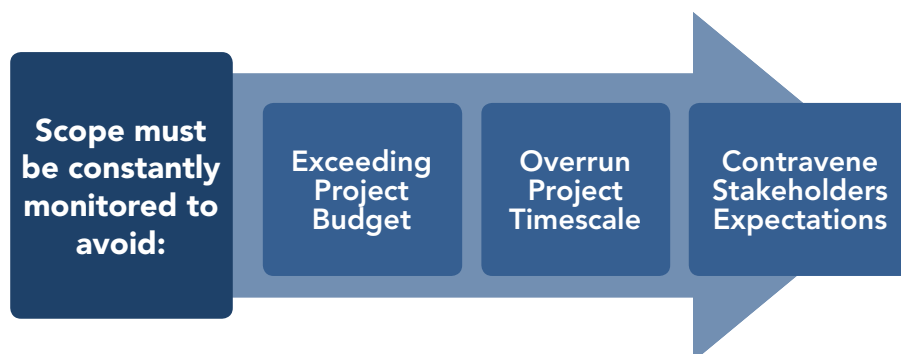 Scope must
be constantly
monitored to
avoid:
Exceeding
Project
Budget
Overrun
Project
Timescale
Contravene
Stakeholders
Expectations